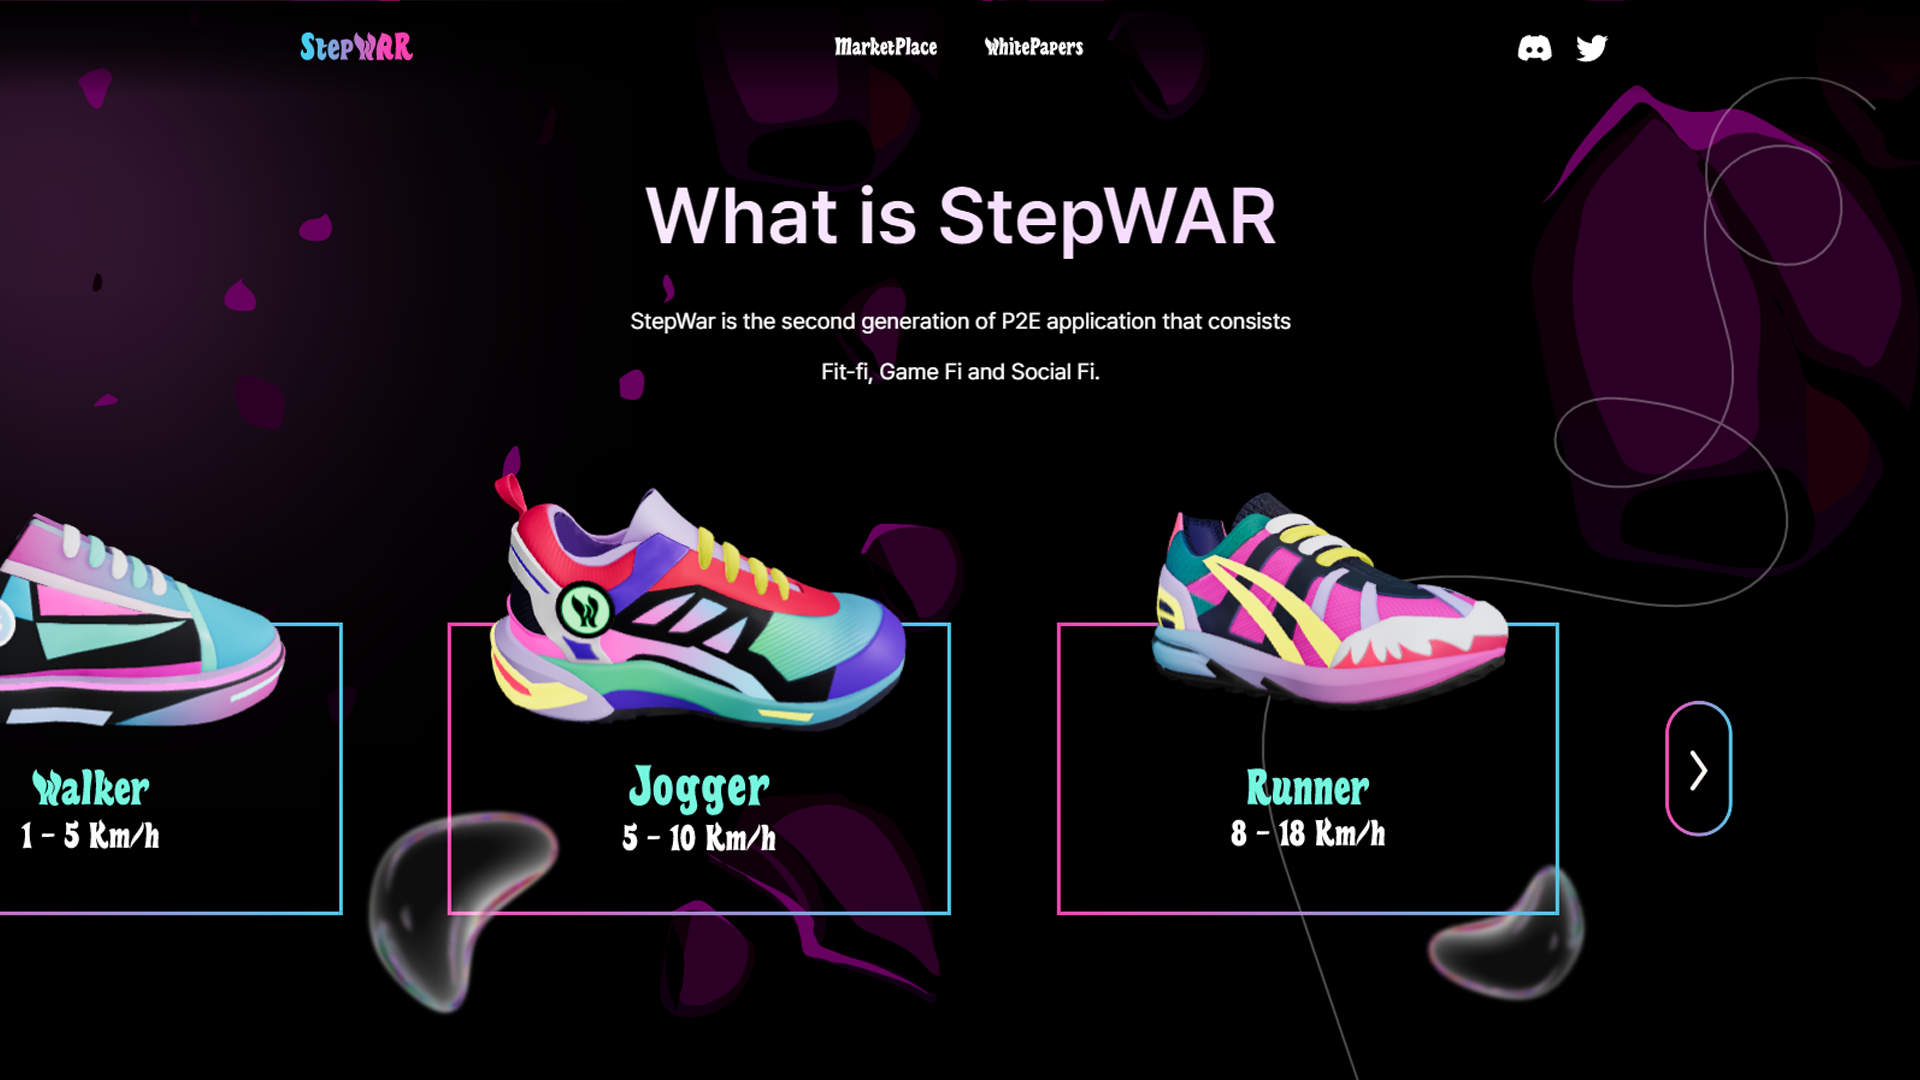 StepWAR
MarketPlace
WhitePapers
What is StepWAR
StepWar is the second generation of P2E application that consists
Fit-fi, Game Fi and Social Fi.
Walker
1 - 5 Km/h
Jogger
5 - 10 Km/h
Runner
8 - 18 Km/h